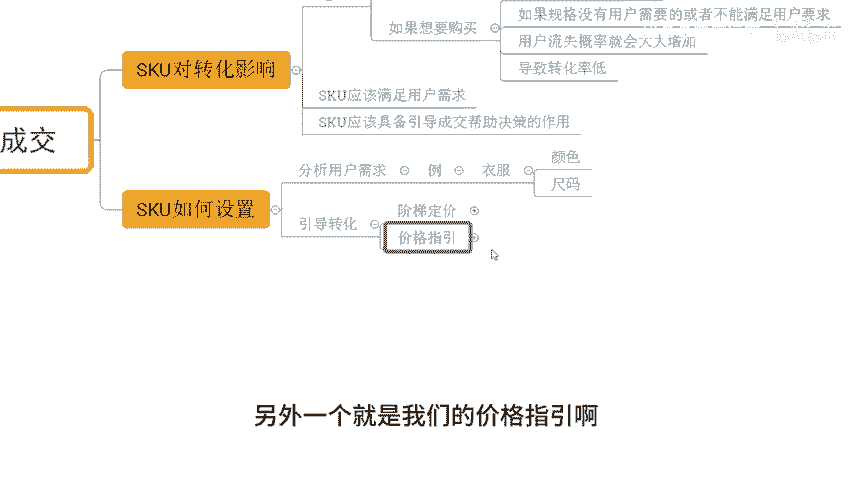 如果规格没有用户需要的或者不能满足用户要求
如果想要购买
用户流失概率就会大大增加
导致转化率低
SKU对转化影响
SKU应该满足用户需求
SKU应该具备引导成交帮助决策的作用
成交
分析用户需求
例
衣服
颜色
尺码
SKU如何设置
引导转化
阶梯定价
价格指引
另外一个就是我们的价格指引啊